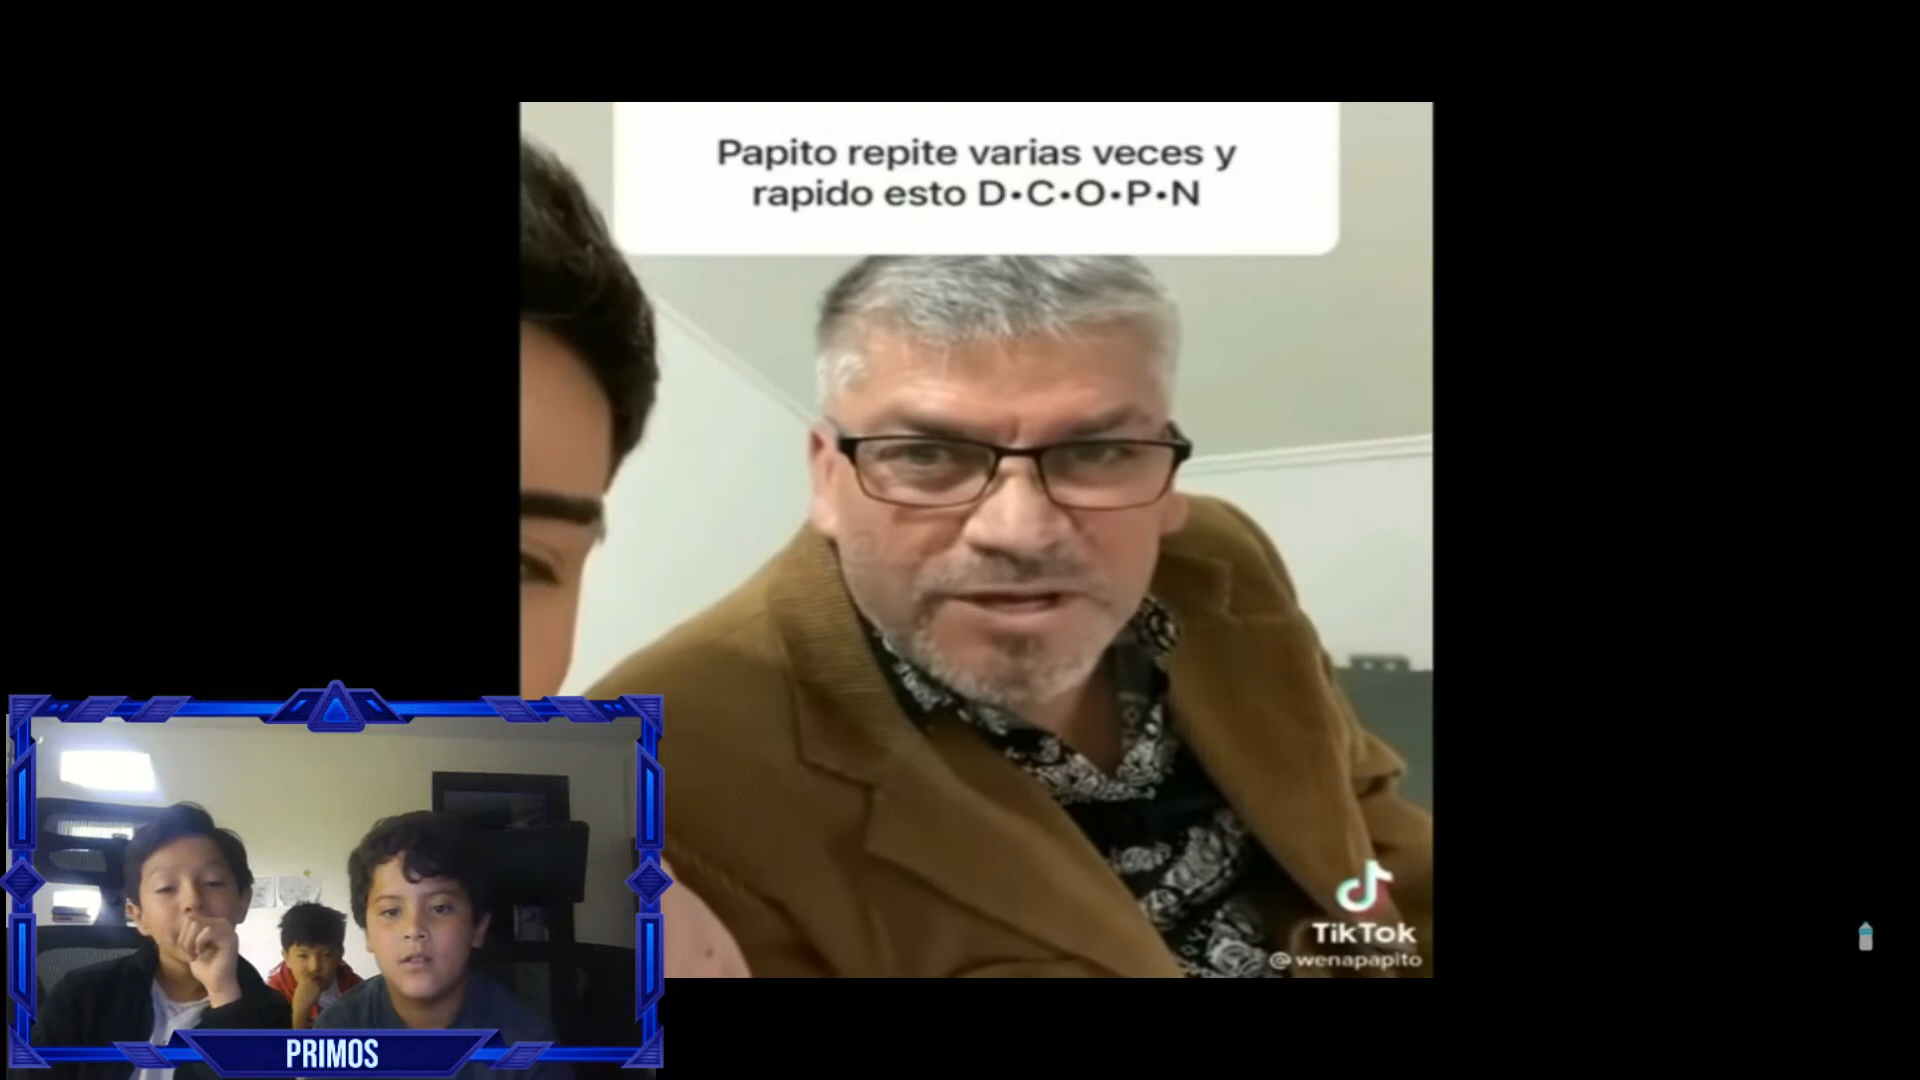 Papito repite varias veces y
rapido esto D•C•O•P•N
TikTok
@wenapapito
PRIMOS